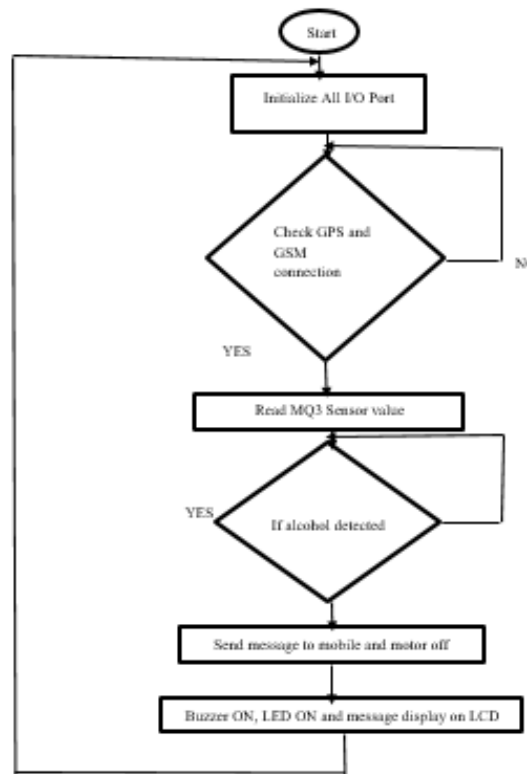 Start
Initialize All I/O Port
Check GPS and
GSM
connection
N
YES
Read MQ3 Sensor value
YES
If alcohol detected
Send message to mobile and motor off
Buzzer ON, LED ON and message display on LCD